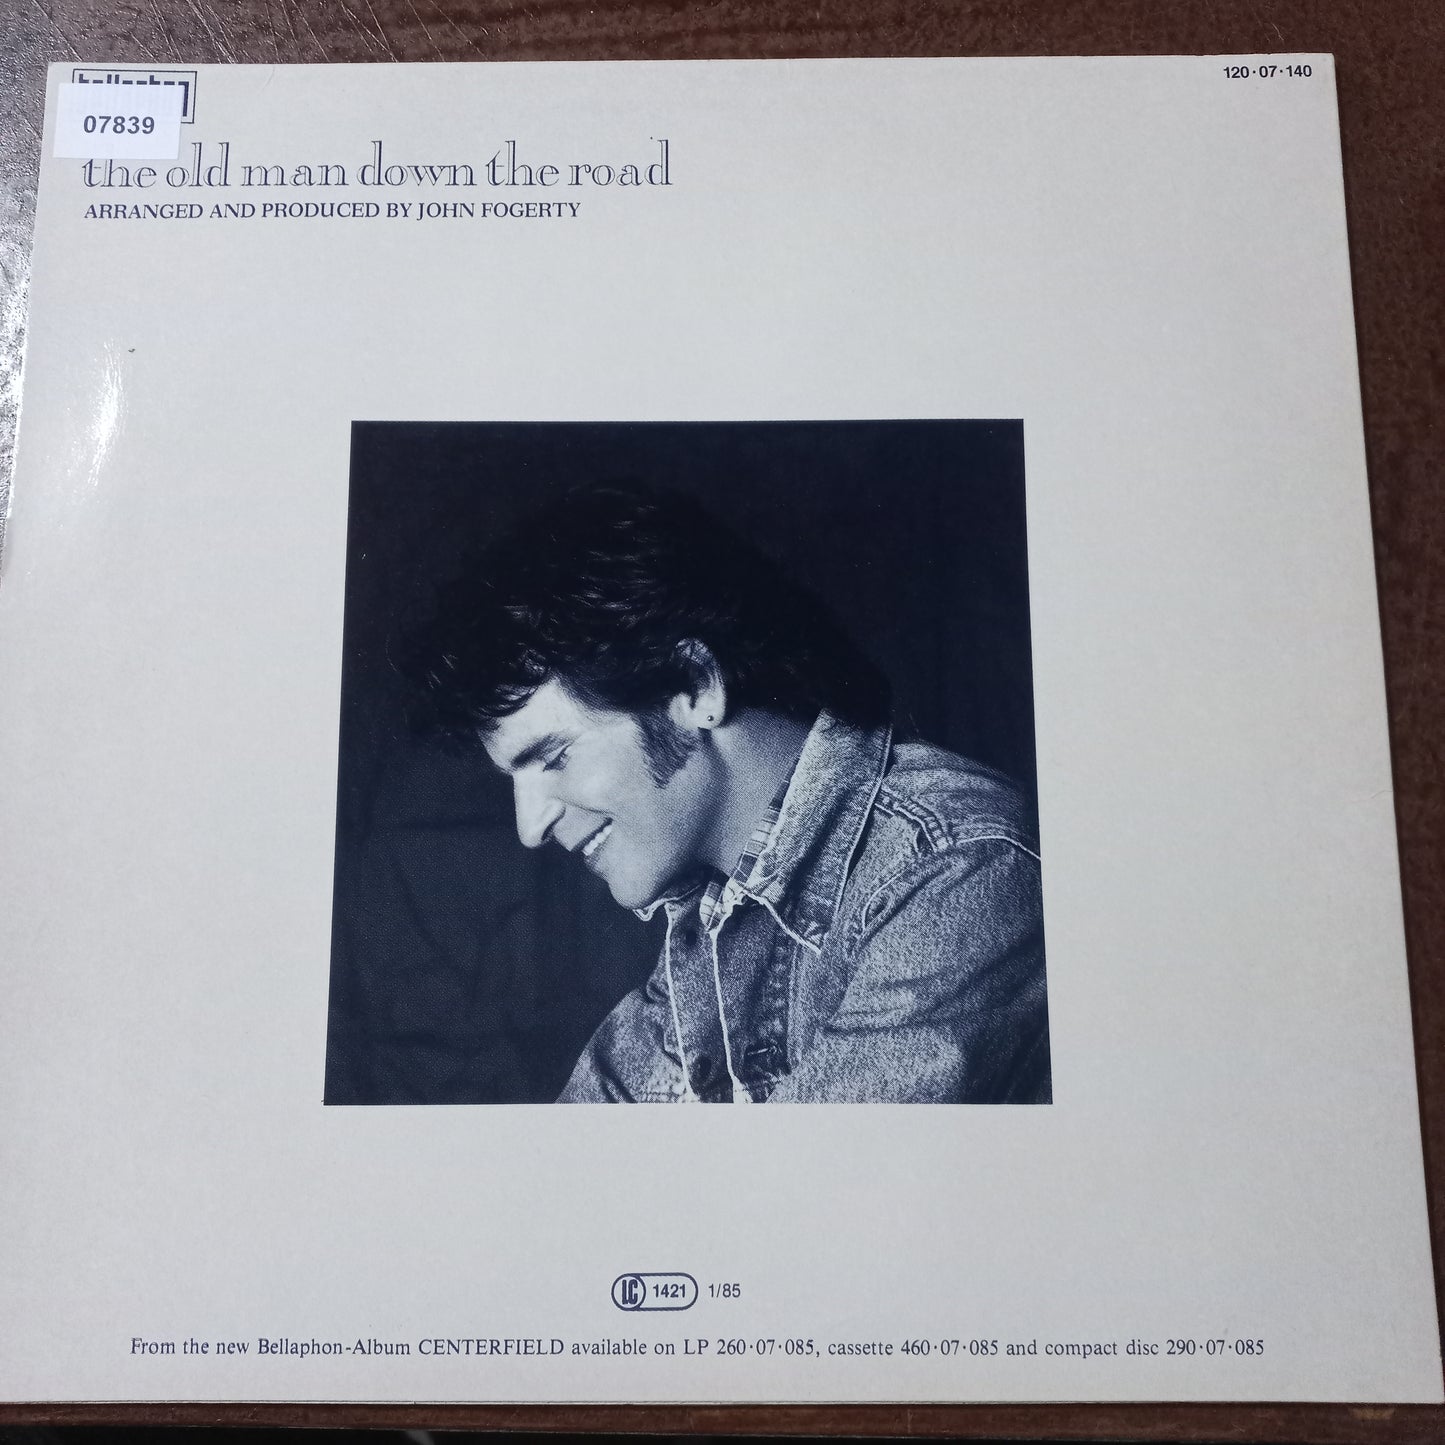 120·07·140
07839
the old man down the road
ARRANGED AND PRODUCED BY JOHN FOGERTY
LC 1421 1/85
From the new Bellaphon-Album CENTERFIELD available on LP 260·07·085, cassette 460·07·085 and compact disc 290·07·085